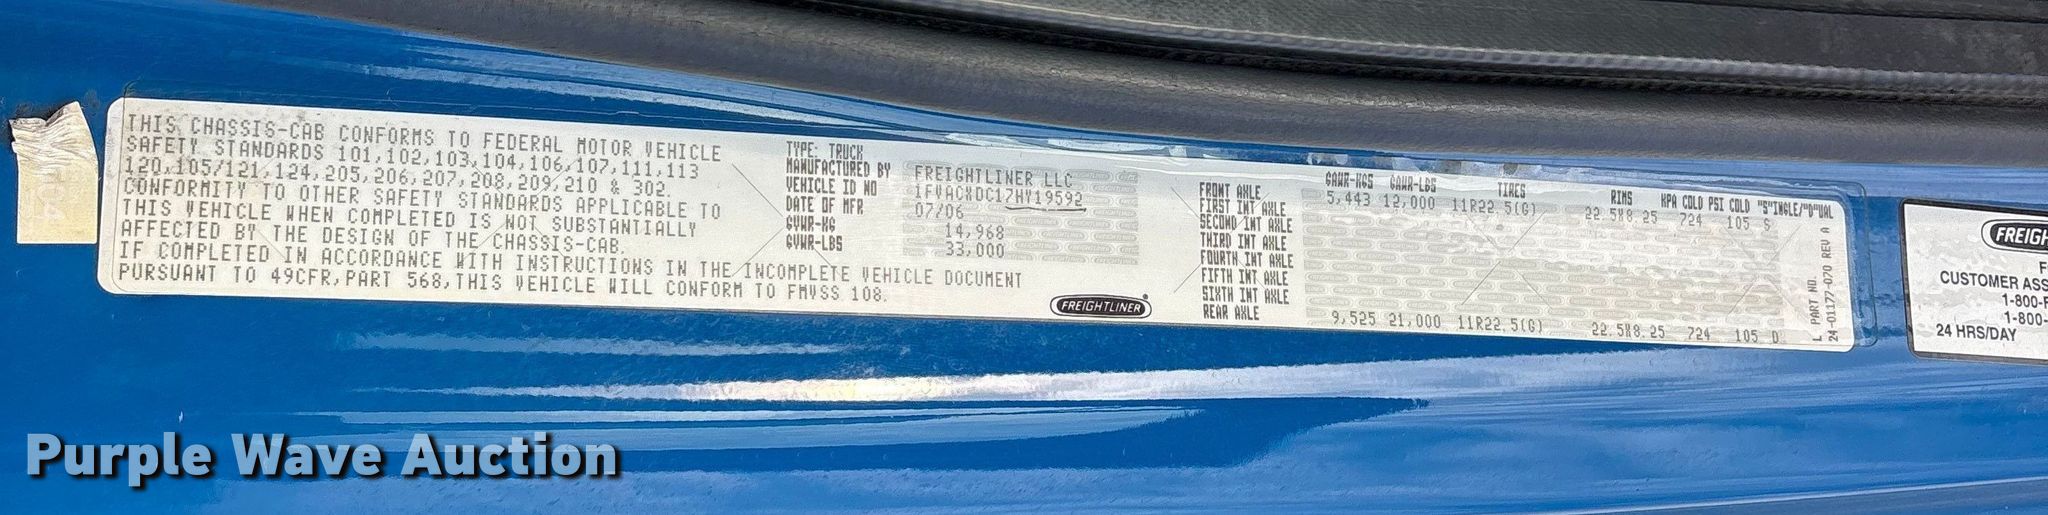 THIS CHASSIS-CAB CONFORMS TO FEDERAL MOTOR VEHICLE
SAFETY STANDARDS 101,102,103,104,106,107,111,113
120,105/121,124,205,206,207,208,209,210 & 302.
CONFORMITY TO OTHER SAFETY STANDARDS APPLICABLE TO
THIS VEHICLE WHEN COMPLETED IS NOT SUBSTANTIALLY
AFFECTED BY THE DESIGN OF THE CHASSIS-CAB.
IF COMPLETED IN ACCORDANCE WITH INSTRUCTIONS IN THE INCOMPLETE VEHICLE DOCUMENT
PURSUANT TO 49CFR,PART 568,THIS VEHICLE WILL CONFORM TO FMVSS 108.
TYPE: TRUCK
MANUFACTURED BY FREIGHTLINER LLC
VEHICLE ID NO 1FVACXDC17HY19592
DATE OF MFR 07/06
GVWR-KG 14,968
GVWR-LBS 33,000
FREIGHTLINER
GAWR-KGS GAWR-LBS TIRES RIMS KPA COLD PSI COLD "S"INGLE/"D"UAL
FRONT AXLE 5,443 12,000 11R22.5(G) 22.5X8.25 724 105 S
FIRST INT AXLE
SECOND INT AXLE
THIRD INT AXLE
FOURTH INT AXLE
FIFTH INT AXLE
SIXTH INT AXLE
REAR AXLE 9,525 21,000 11R22.5(G) 22.5X8.25 724 105 D
L PART NO.
24-01177-070 REV A
FREIGH
F
CUSTOMER ASS
1-800-F
1-800-
24 HRS/DAY
Purple Wave Auction